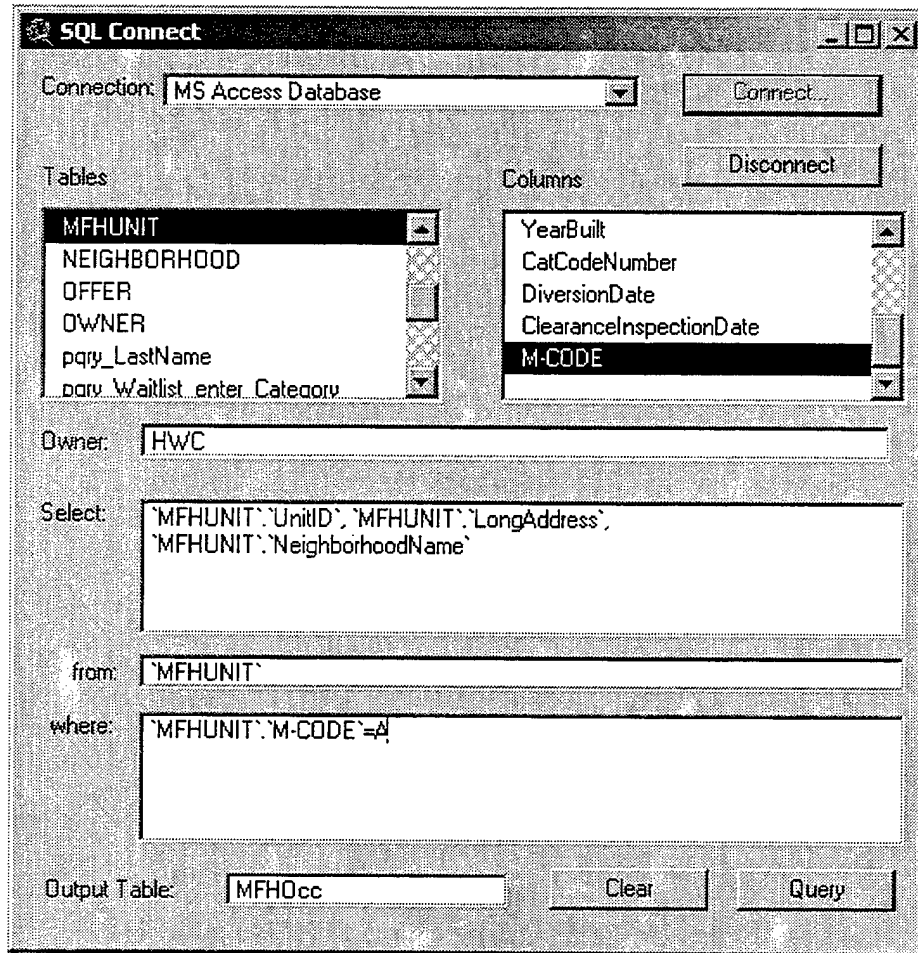 SQL Connect
Connection: MS Access Database Connect...
Disconnect
Tables
Columns
MFHUNIT
NEIGHBORHOOD
OFFER
OWNER
pqry_LastName
pqry_Waitlist_enter_Category
YearBuilt
CatCodeNumber
DiversionDate
ClearanceInspectionDate
M-CODE
Owner: HWC
Select: `MFHUNIT`.`UnitID`, `MFHUNIT`.`LongAddress`,
`MFHUNIT`.`NeighborhoodName`
from: `MFHUNIT`
where: `MFHUNIT`.`M-CODE`=A
Output Table: MFHOcc Clear Query